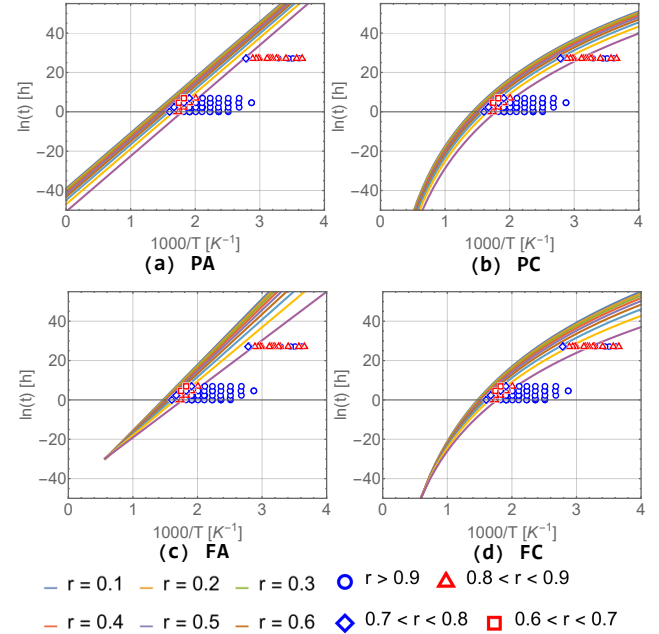 ln(t) [h]
40
20
0
−20
−40
0 1 2 3 4
1000/T [K⁻¹]
(a) PA
ln(t) [h]
40
20
0
−20
−40
0 1 2 3 4
1000/T [K⁻¹]
(b) PC
ln(t) [h]
40
20
0
−20
−40
0 1 2 3 4
1000/T [K⁻¹]
(c) FA
ln(t) [h]
40
20
0
−20
−40
0 1 2 3 4
1000/T [K⁻¹]
(d) FC
r = 0.1 r = 0.2 r = 0.3 r > 0.9 0.8 < r < 0.9
r = 0.4 r = 0.5 r = 0.6 0.7 < r < 0.8 0.6 < r < 0.7